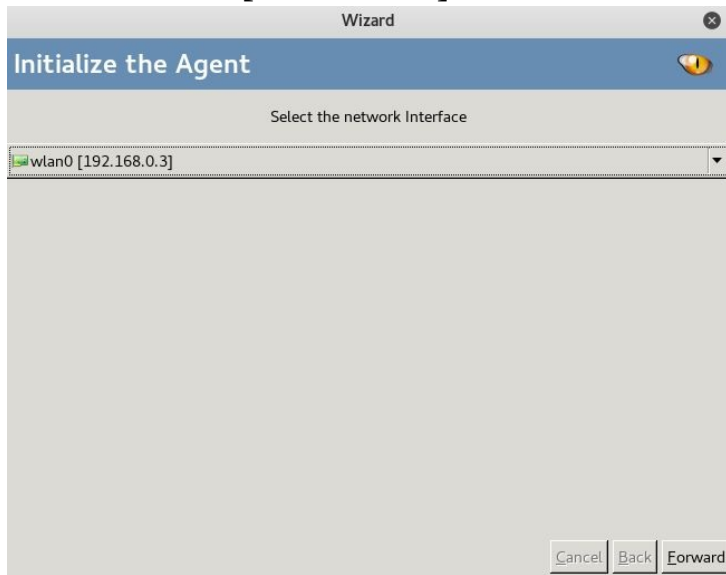 Wizard
Initialize the Agent
Select the network Interface
wlan0 [192.168.0.3]
Cancel Back Forward